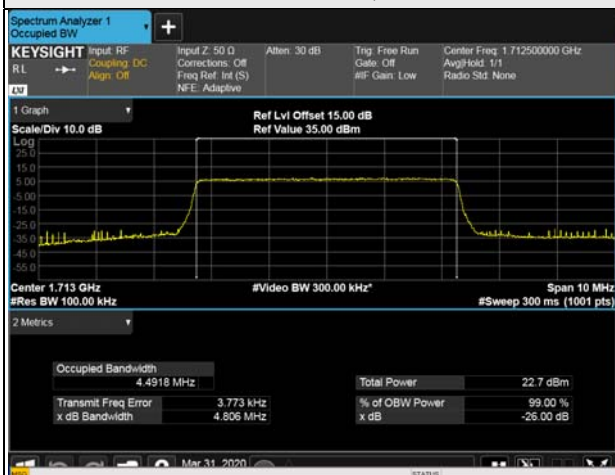 Spectrum Analyzer 1
Occupied BW
+
KEYSIGHT Input: RF Input Z: 50 Ω Atten: 30 dB Trig: Free Run Center Freq: 1.712500000 GHz
RL Coupling: DC Corrections: Off Gate: Off Avg|Hold: 1/1
Align: Off Freq Ref: Int (S) #IF Gain: Low Radio Std: None
LXI NFE: Adaptive
1 Graph
Ref Lvl Offset 15.00 dB
Scale/Div 10.0 dB Ref Value 35.00 dBm
Log
25.0
15.0
5.00
-5.00
-15.0
-25.0
-35.0
-45.0
-55.0
Center 1.713 GHz #Video BW 300.00 kHz* Span 10 MHz
#Res BW 100.00 kHz #Sweep 300 ms (1001 pts)
2 Metrics
Occupied Bandwidth
4.4918 MHz Total Power 22.7 dBm
Transmit Freq Error 3.773 kHz % of OBW Power 99.00 %
x dB Bandwidth 4.806 MHz x dB -26.00 dB
Mar 31, 2020
MSG STATUS